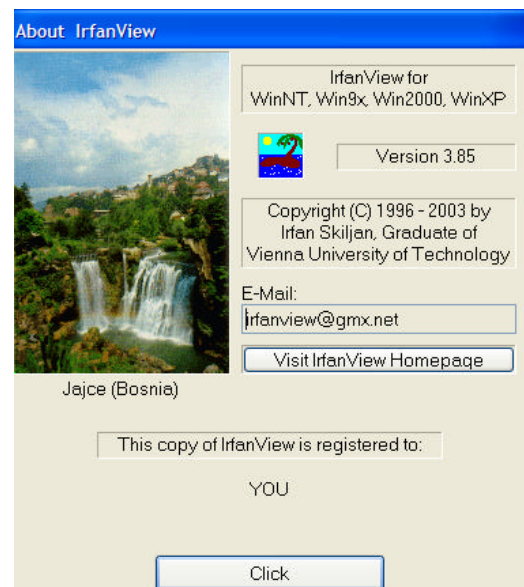 About IrfanView
IrfanView for
WinNT, Win9x, Win2000, WinXP
Version 3.85
Copyright (C) 1996 - 2003 by
Irfan Skiljan, Graduate of
Vienna University of Technology
E-Mail:
irfanview@gmx.net
Visit IrfanView Homepage
Jajce (Bosnia)
This copy of IrfanView is registered to:
YOU
Click